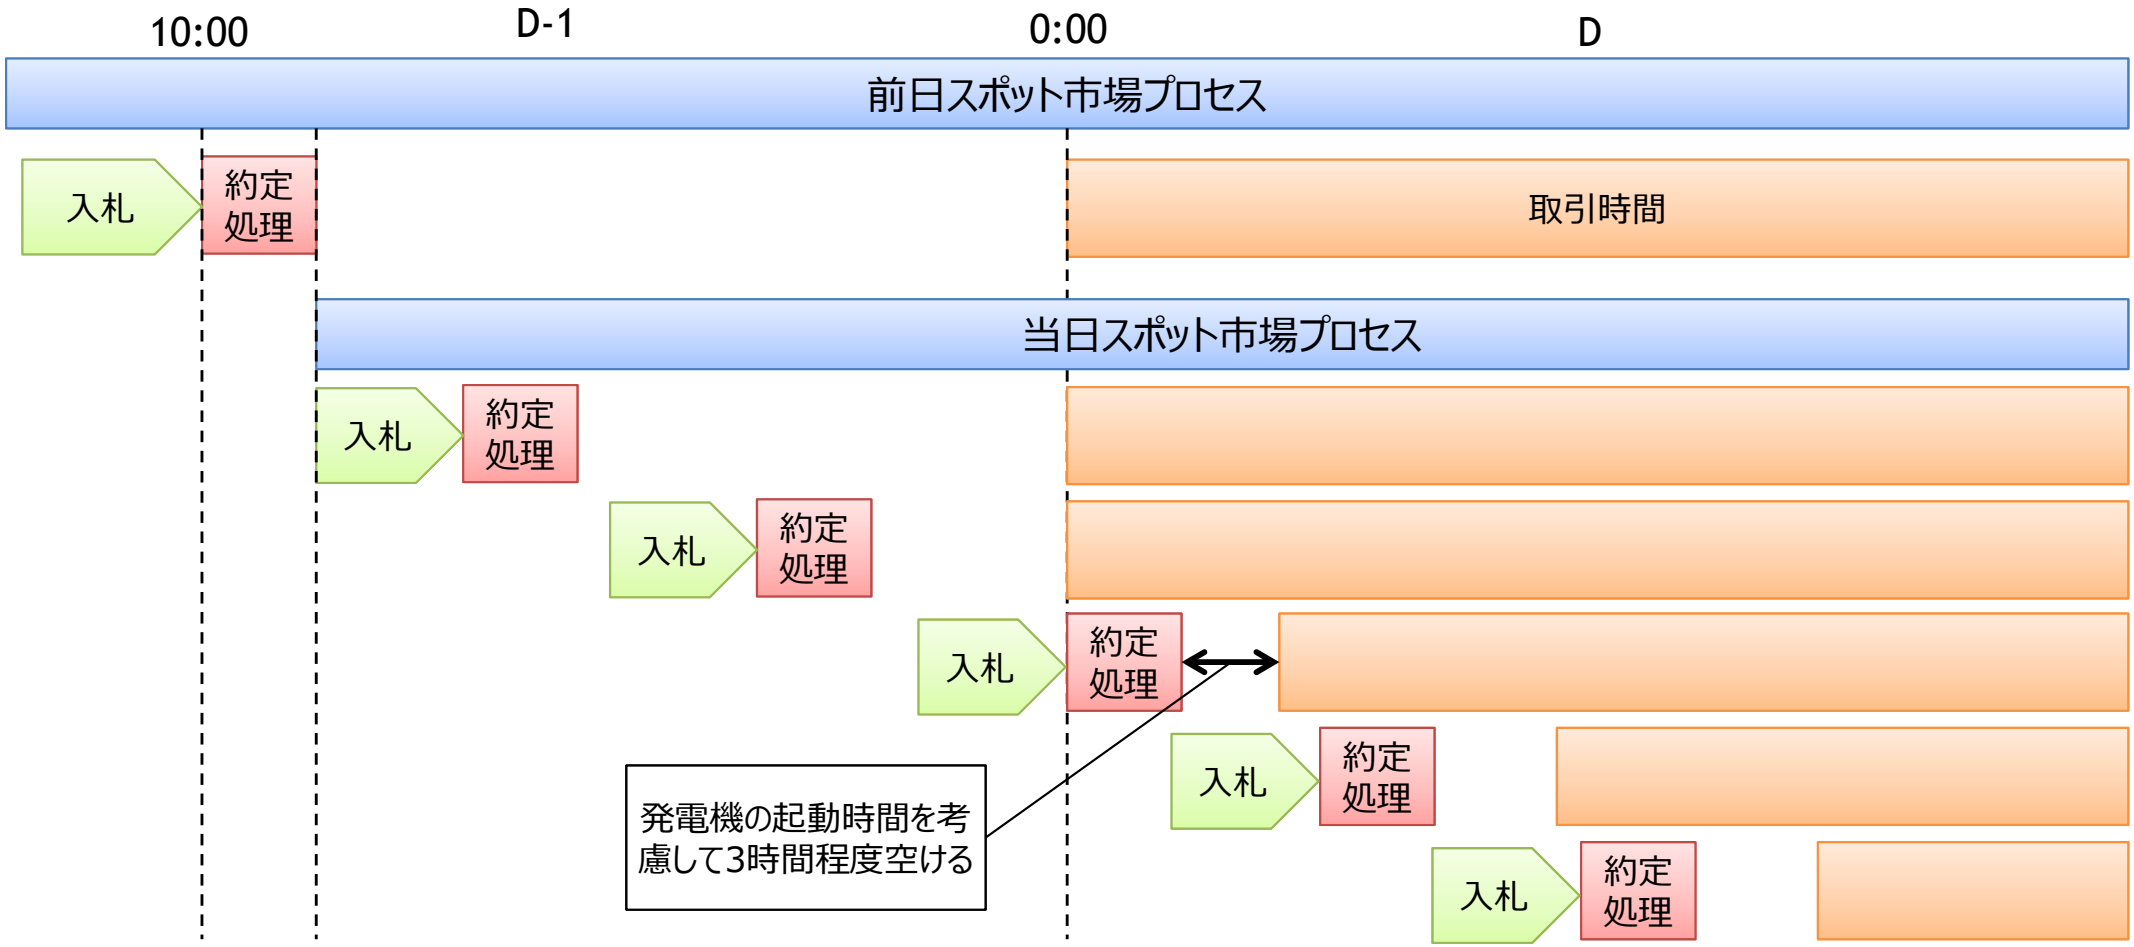 10:00
D-1
0:00
D
前日スポット市場プロセス
入札
約定
処理
取引時間
当日スポット市場プロセス
入札
約定
処理
入札
約定
処理
入札
約定
処理
入札
約定
処理
発電機の起動時間を考
慮して3時間程度空ける
入札
約定
処理